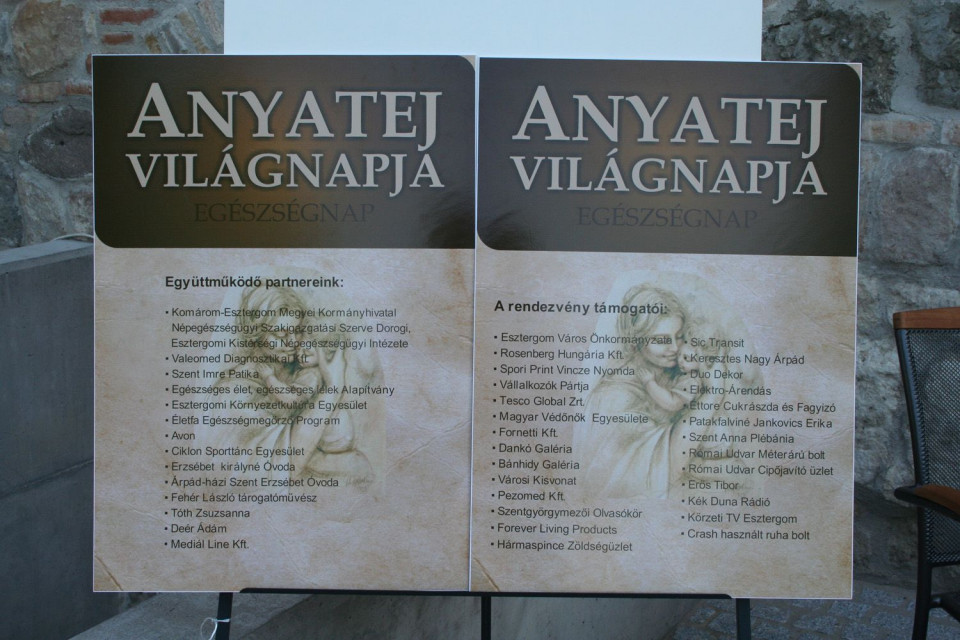 ANYATEJ
VILÁGNAPJA
EGÉSZSÉGNAP
Együttműködő partnereink:
• Komárom-Esztergom Megyei Kormányhivatal
Népegészségügyi Szakigazgatási Szerve Dorogi,
Esztergomi Kistérségi Népegészségügyi Intézete
• Valeomed Diagnosztikai Kft.
• Szent Imre Patika
• Egészséges élet, egészséges lélek Alapítvány
• Esztergomi Környezetkultúra Egyesület
• Életfa Egészségmegőrző Program
• Avon
• Ciklon Sporttánc Egyesület
• Erzsébet királyné Óvoda
• Árpád-házi Szent Erzsébet Óvoda
• Fehér László tárogatóművész
• Tóth Zsuzsanna
• Deér Ádám
• Mediál Line Kft.
ANYATEJ
VILÁGNAPJA
EGÉSZSÉGNAP
A rendezvény támogatói:
• Esztergom Város Önkormányzata
• Rosenberg Hungária Kft.
• Spori Print Vincze Nyomda
• Vállalkozók Pártja
• Tesco Global Zrt.
• Magyar Védőnők Egyesülete
• Fornetti Kft.
• Dankó Galéria
• Bánhidy Galéria
• Városi Kisvonat
• Pezomed Kft.
• Szentgyörgymezői Olvasókör
• Forever Living Products
• Hármaspince Zöldségüzlet
• Sic Transit
• Keresztes Nagy Árpád
• Duo Dekor
• Elektro-Árendás
• Ettore Cukrászda és Fagyizó
• Patakfalviné Jankovics Erika
• Szent Anna Plébánia
• Római Udvar Méterárú bolt
• Római Udvar Cipőjavító üzlet
• Erős Tibor
• Kék Duna Rádió
• Körzeti TV Esztergom
• Crash használt ruha bolt